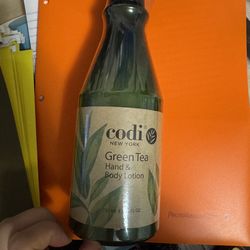 codi
NEW YORK
Green Tea
Hand &
Body Lotion